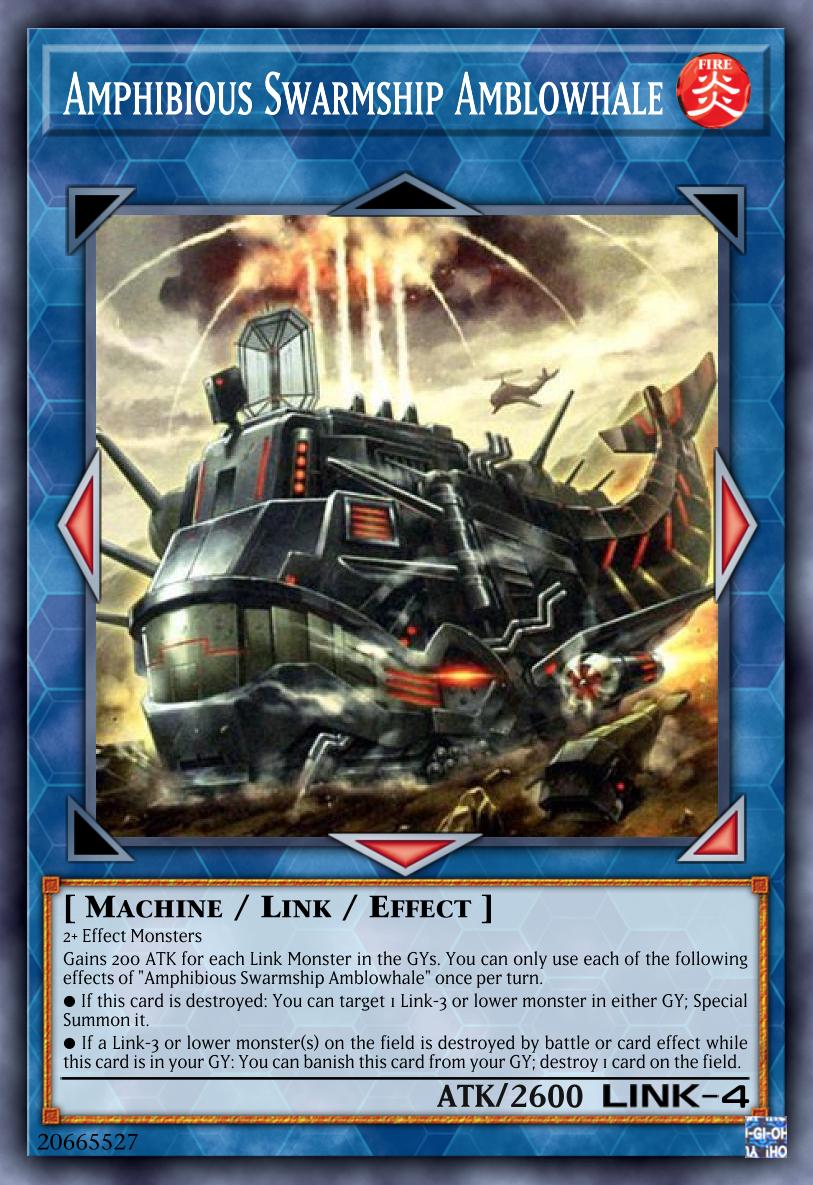 Amphibious Swarmship Amblowhale
FIRE
炎
[ Machine / Link / Effect ]
2+ Effect Monsters
Gains 200 ATK for each Link Monster in the GYs. You can only use each of the following
effects of "Amphibious Swarmship Amblowhale" once per turn.
● If this card is destroyed: You can target 1 Link-3 or lower monster in either GY; Special
Summon it.
● If a Link-3 or lower monster(s) on the field is destroyed by battle or card effect while
this card is in your GY: You can banish this card from your GY; destroy 1 card on the field.
ATK/2600 LINK-4
20665527